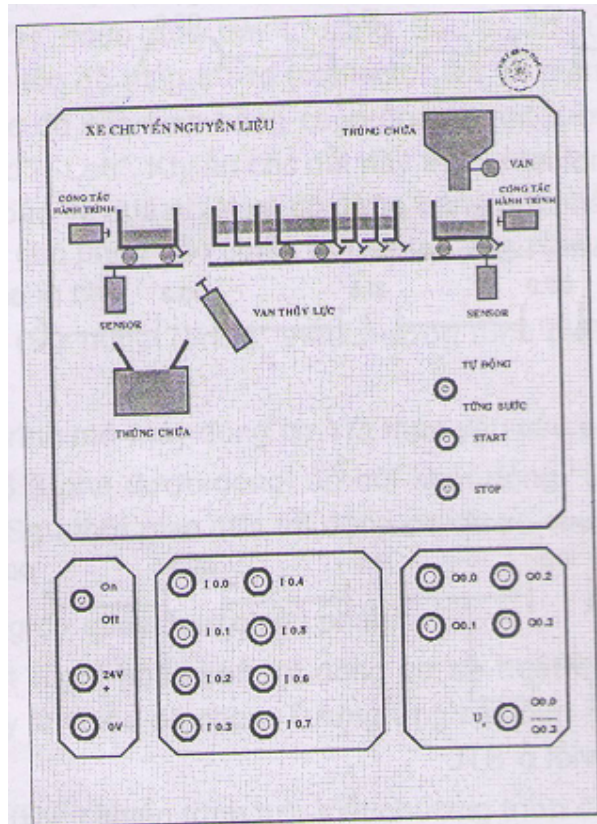 XE CHUYỂN NGUYÊN LIỆU
THÙNG CHỨA
VAN
CÔNG TẮC
HÀNH TRÌNH
CÔNG TẮC
HÀNH TRÌNH
SENSOR
VAN THỦY LỰC
SENSOR
THÙNG CHỨA
TỰ ĐỘNG
TỪNG BƯỚC
START
STOP
On
Off
24V
+
0V
I 0.0
I 0.4
I 0.1
I 0.5
I 0.2
I 0.6
I 0.3
I 0.7
Q0.0
Q0.2
Q0.1
Q0.3
Q0.0
Q0.3